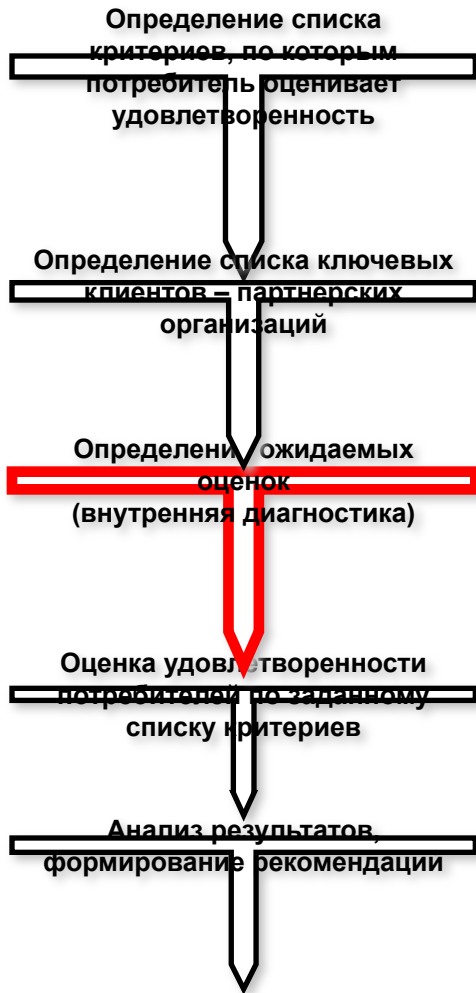 Определение списка
критериев, по которым
потребитель оценивает
удовлетворенность
Определение списка ключевых
клиентов – партнерских
организаций
Определение ожидаемых
оценок
(внутренняя диагностика)
Оценка удовлетворенности
потребителей по заданному
списку критериев
Анализ результатов,
формирование рекомендации